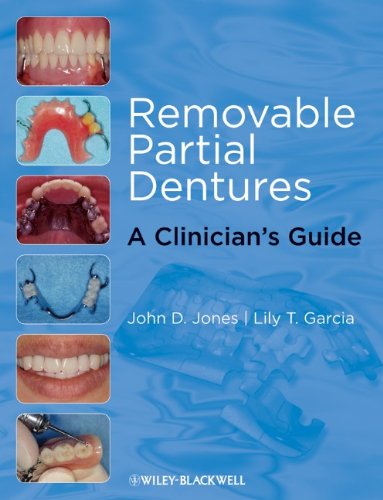 Removable
Partial
Dentures
A Clinician's Guide
John D. Jones | Lily T. Garcia
WILEY-BLACKWELL